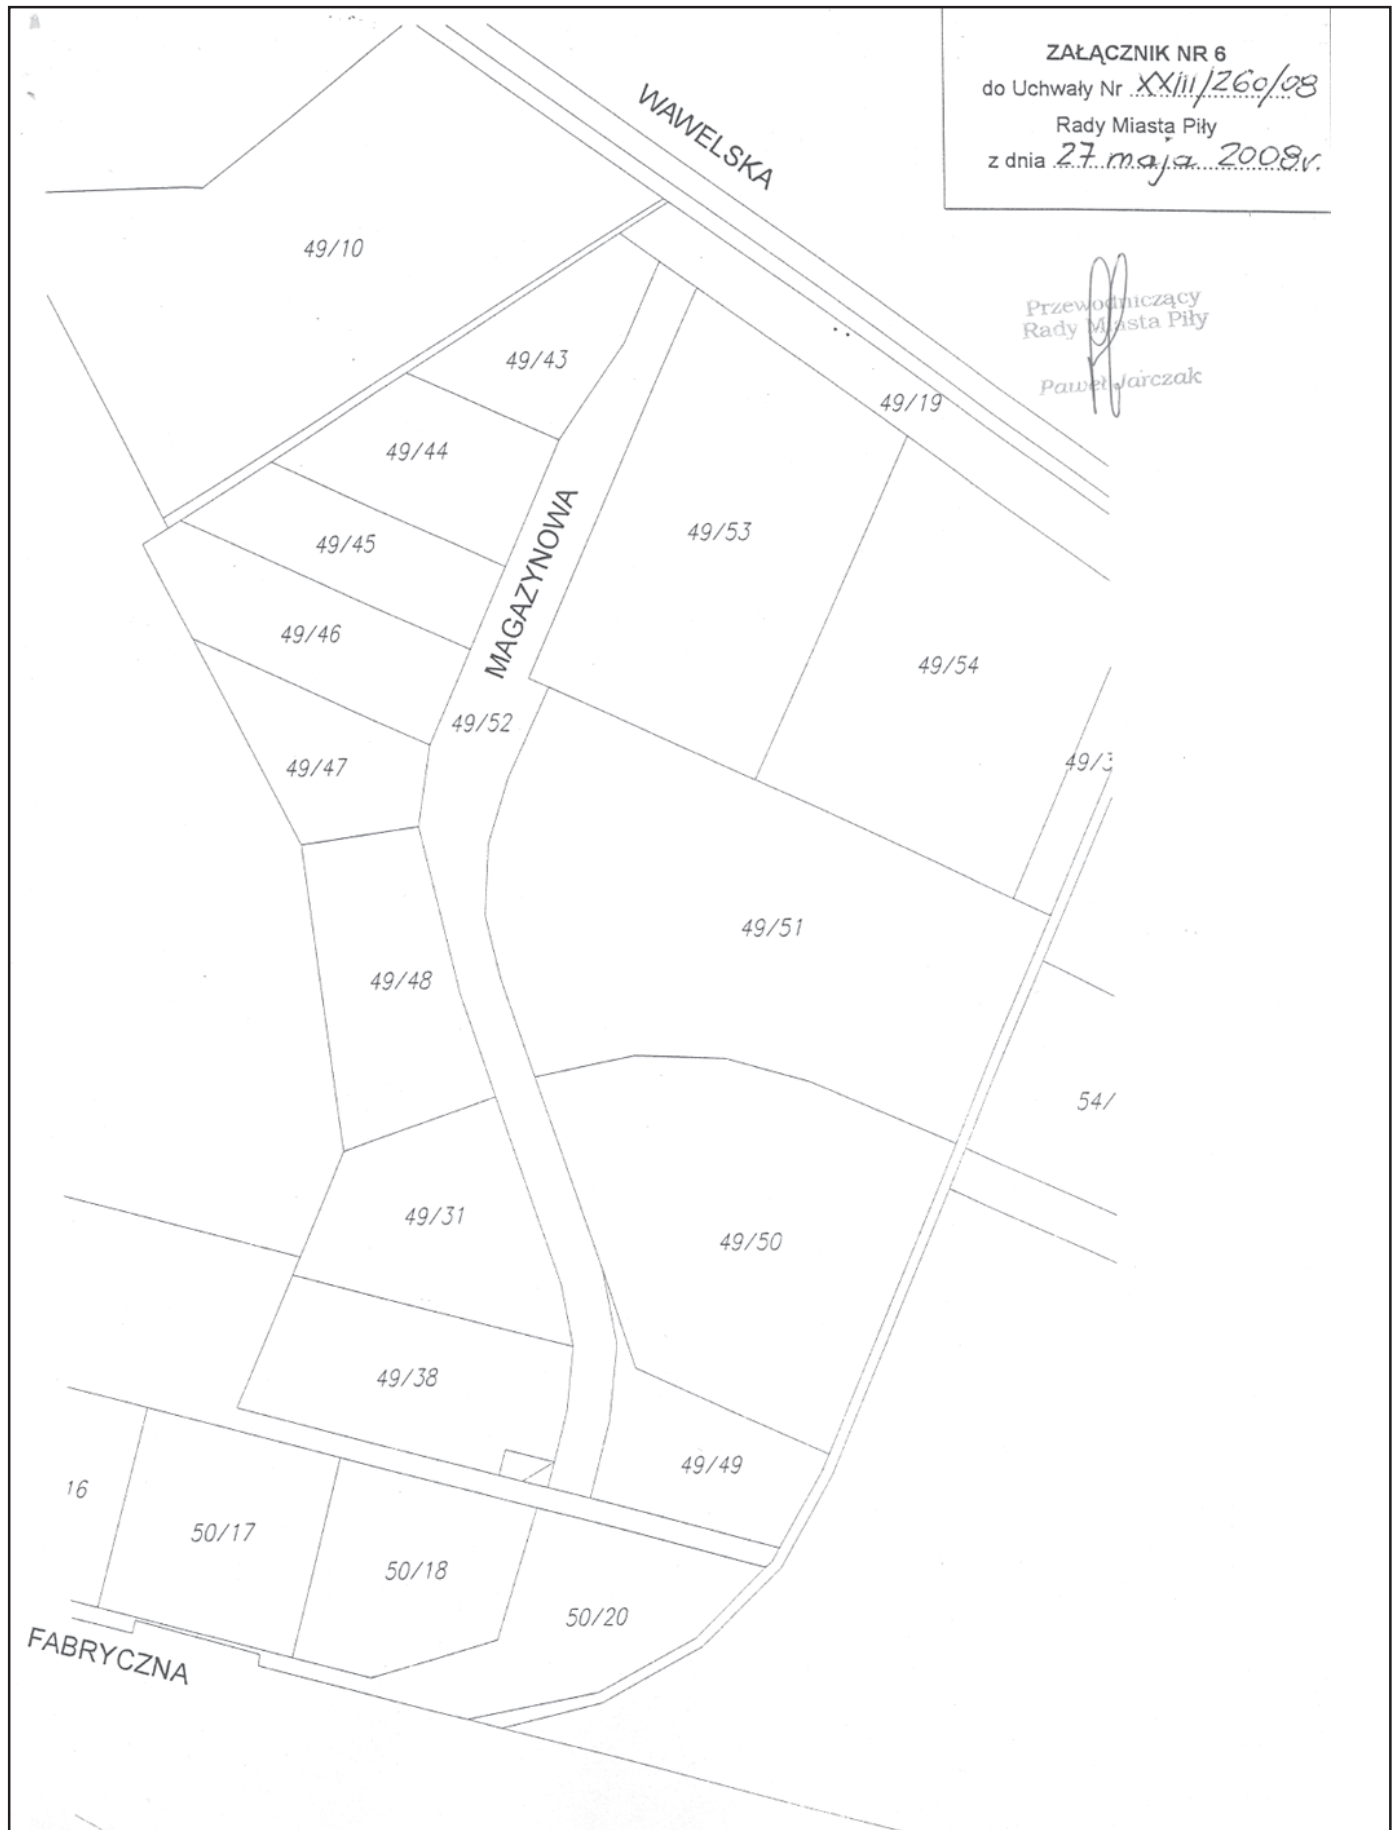 ZAŁĄCZNIK NR 6
do Uchwały Nr XXIII/260/08
Rady Miasta Piły
z dnia 27 maja 2008r.
WAWELSKA
49/10
Przewodniczący
Rady Miasta Piły
Paweł Jarczak
49/43
49/19
49/44
49/53
49/45
MAGAZYNOWA
49/46
49/54
49/52
49/47
49/3
49/51
49/48
54/
49/31
49/50
49/38
49/49
16
50/17
50/18
50/20
FABRYCZNA